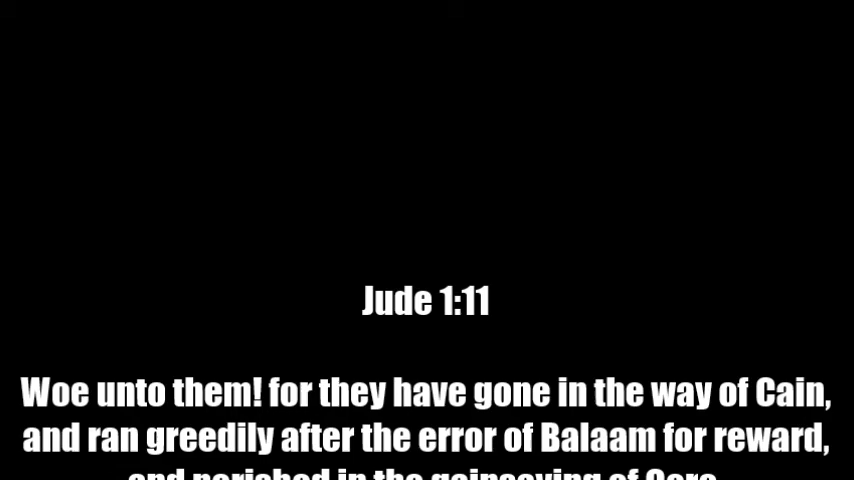 Jude 1:11
Woe unto them! for they have gone in the way of Cain,
and ran greedily after the error of Balaam for reward,
and perished in the gainsaying of Core.